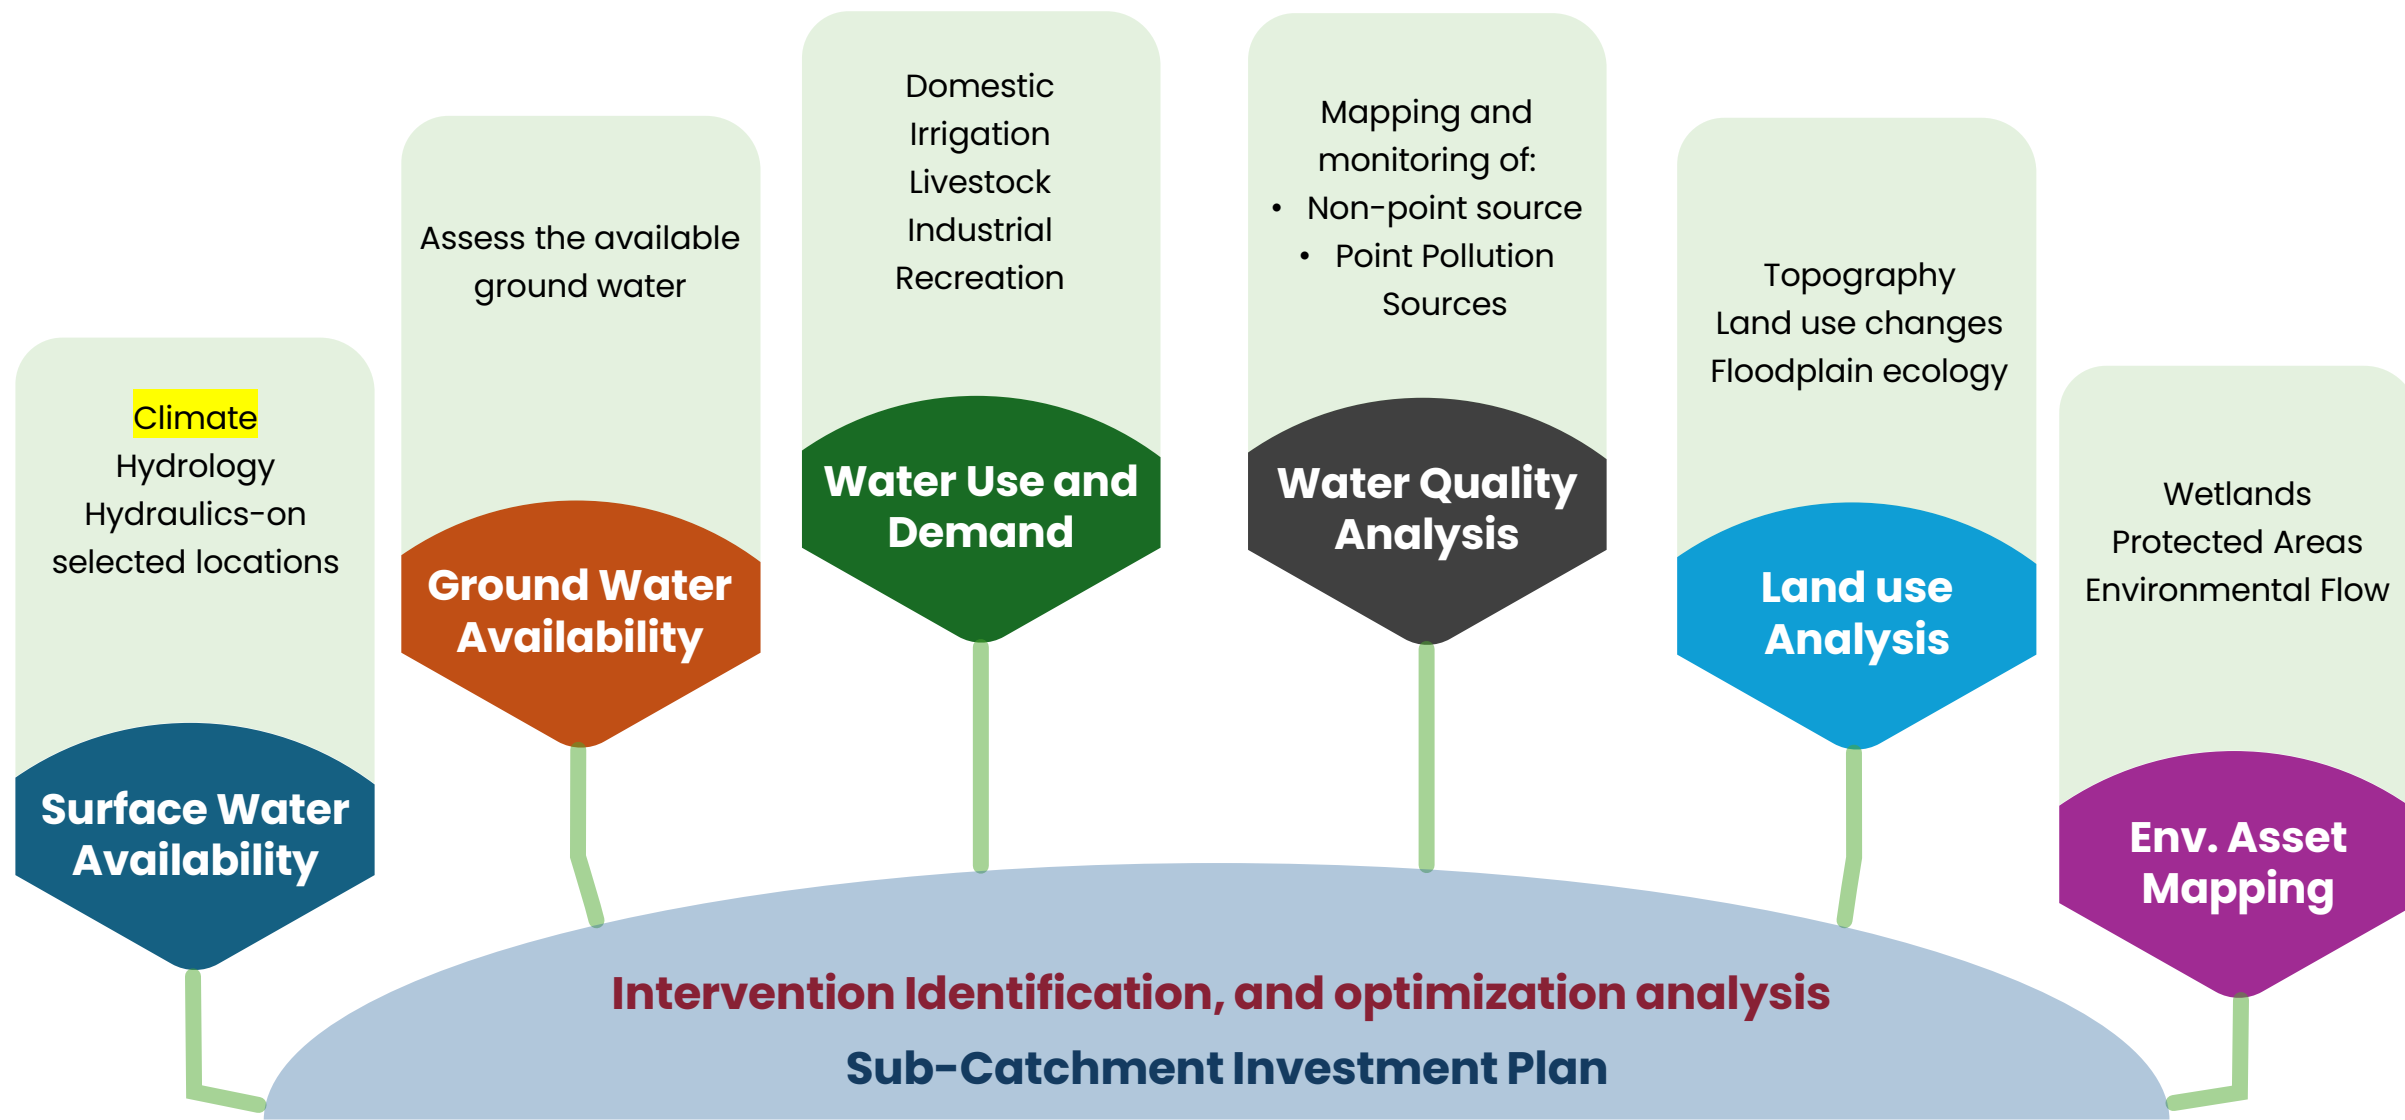 Climate
Hydrology
Hydraulics-on
selected locations
Surface Water
Availability
Assess the available
ground water
Ground Water
Availability
Domestic
Irrigation
Livestock
Industrial
Recreation
Water Use and
Demand
Mapping and
monitoring of:
• Non-point source
• Point Pollution
Sources
Water Quality
Analysis
Topography
Land use changes
Floodplain ecology
Land use
Analysis
Wetlands
Protected Areas
Environmental Flow
Env. Asset
Mapping
Intervention Identification, and optimization analysis
Sub-Catchment Investment Plan